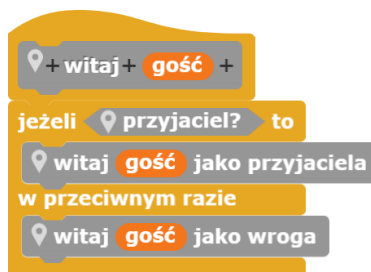 + witaj + gość +
jeżeli przyjaciel? to
witaj gość jako przyjaciela
w przeciwnym razie
witaj gość jako wroga